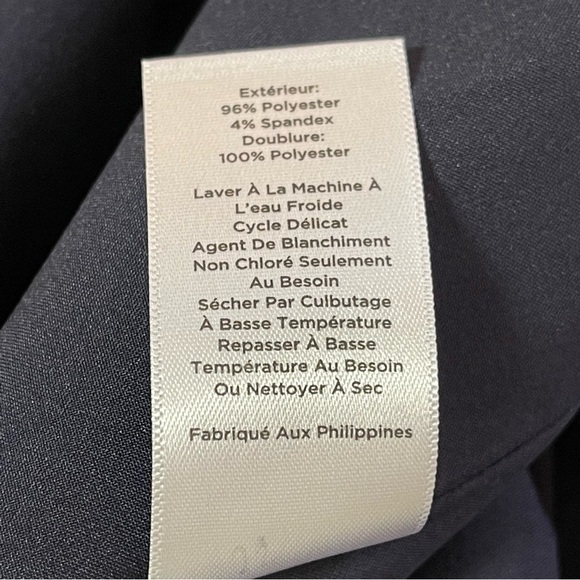 Extérieur:
96% Polyester
4% Spandex
Doublure:
100% Polyester
Laver À La Machine À
L'eau Froide
Cycle Délicat
Agent De Blanchiment
Non Chloré Seulement
Au Besoin
Sécher Par Culbutage
À Basse Température
Repasser À Basse
Température Au Besoin
Ou Nettoyer À Sec
Fabriqué Aux Philippines